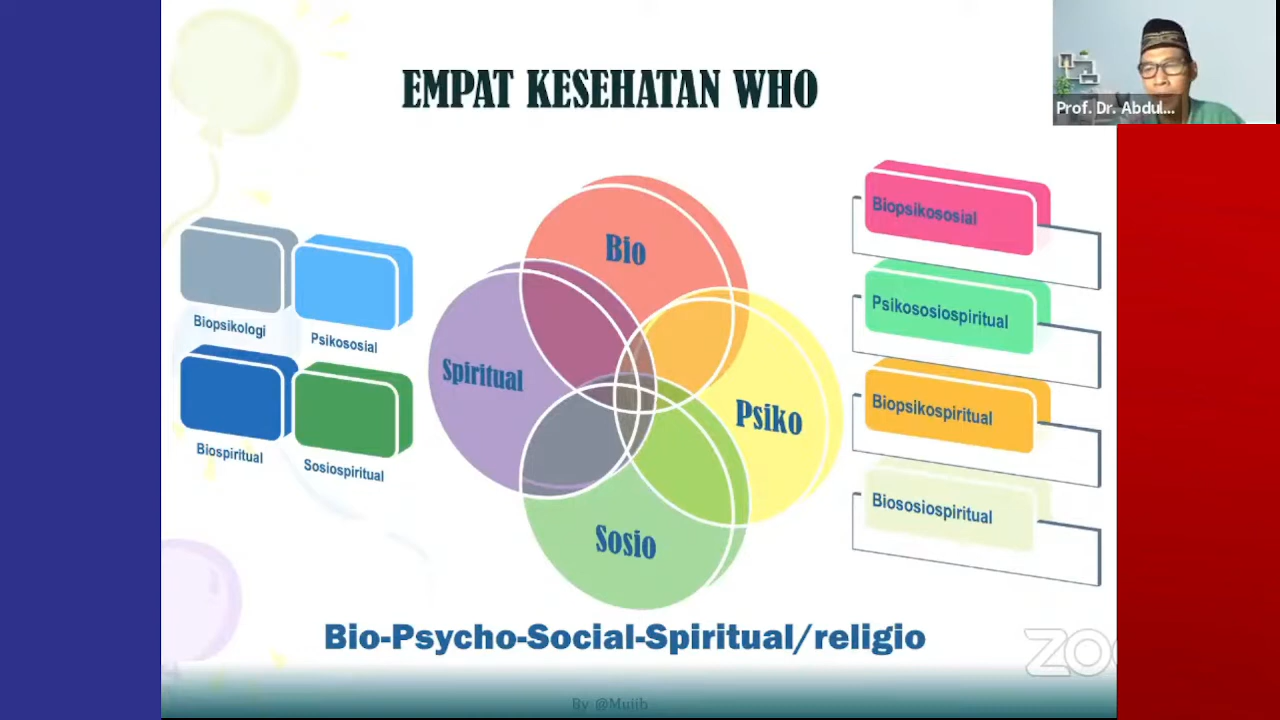 EMPAT KESEHATAN WHO
Prof. Dr. Abdul...
Biopsikologi
Psikososial
Biospiritual
Sosiospiritual
Bio
Spiritual
Psiko
Sosio
Biopsikososial
Psikososiospiritual
Biopsikospiritual
Biososiospiritual
Bio-Psycho-Social-Spiritual/religio
By @Mujib